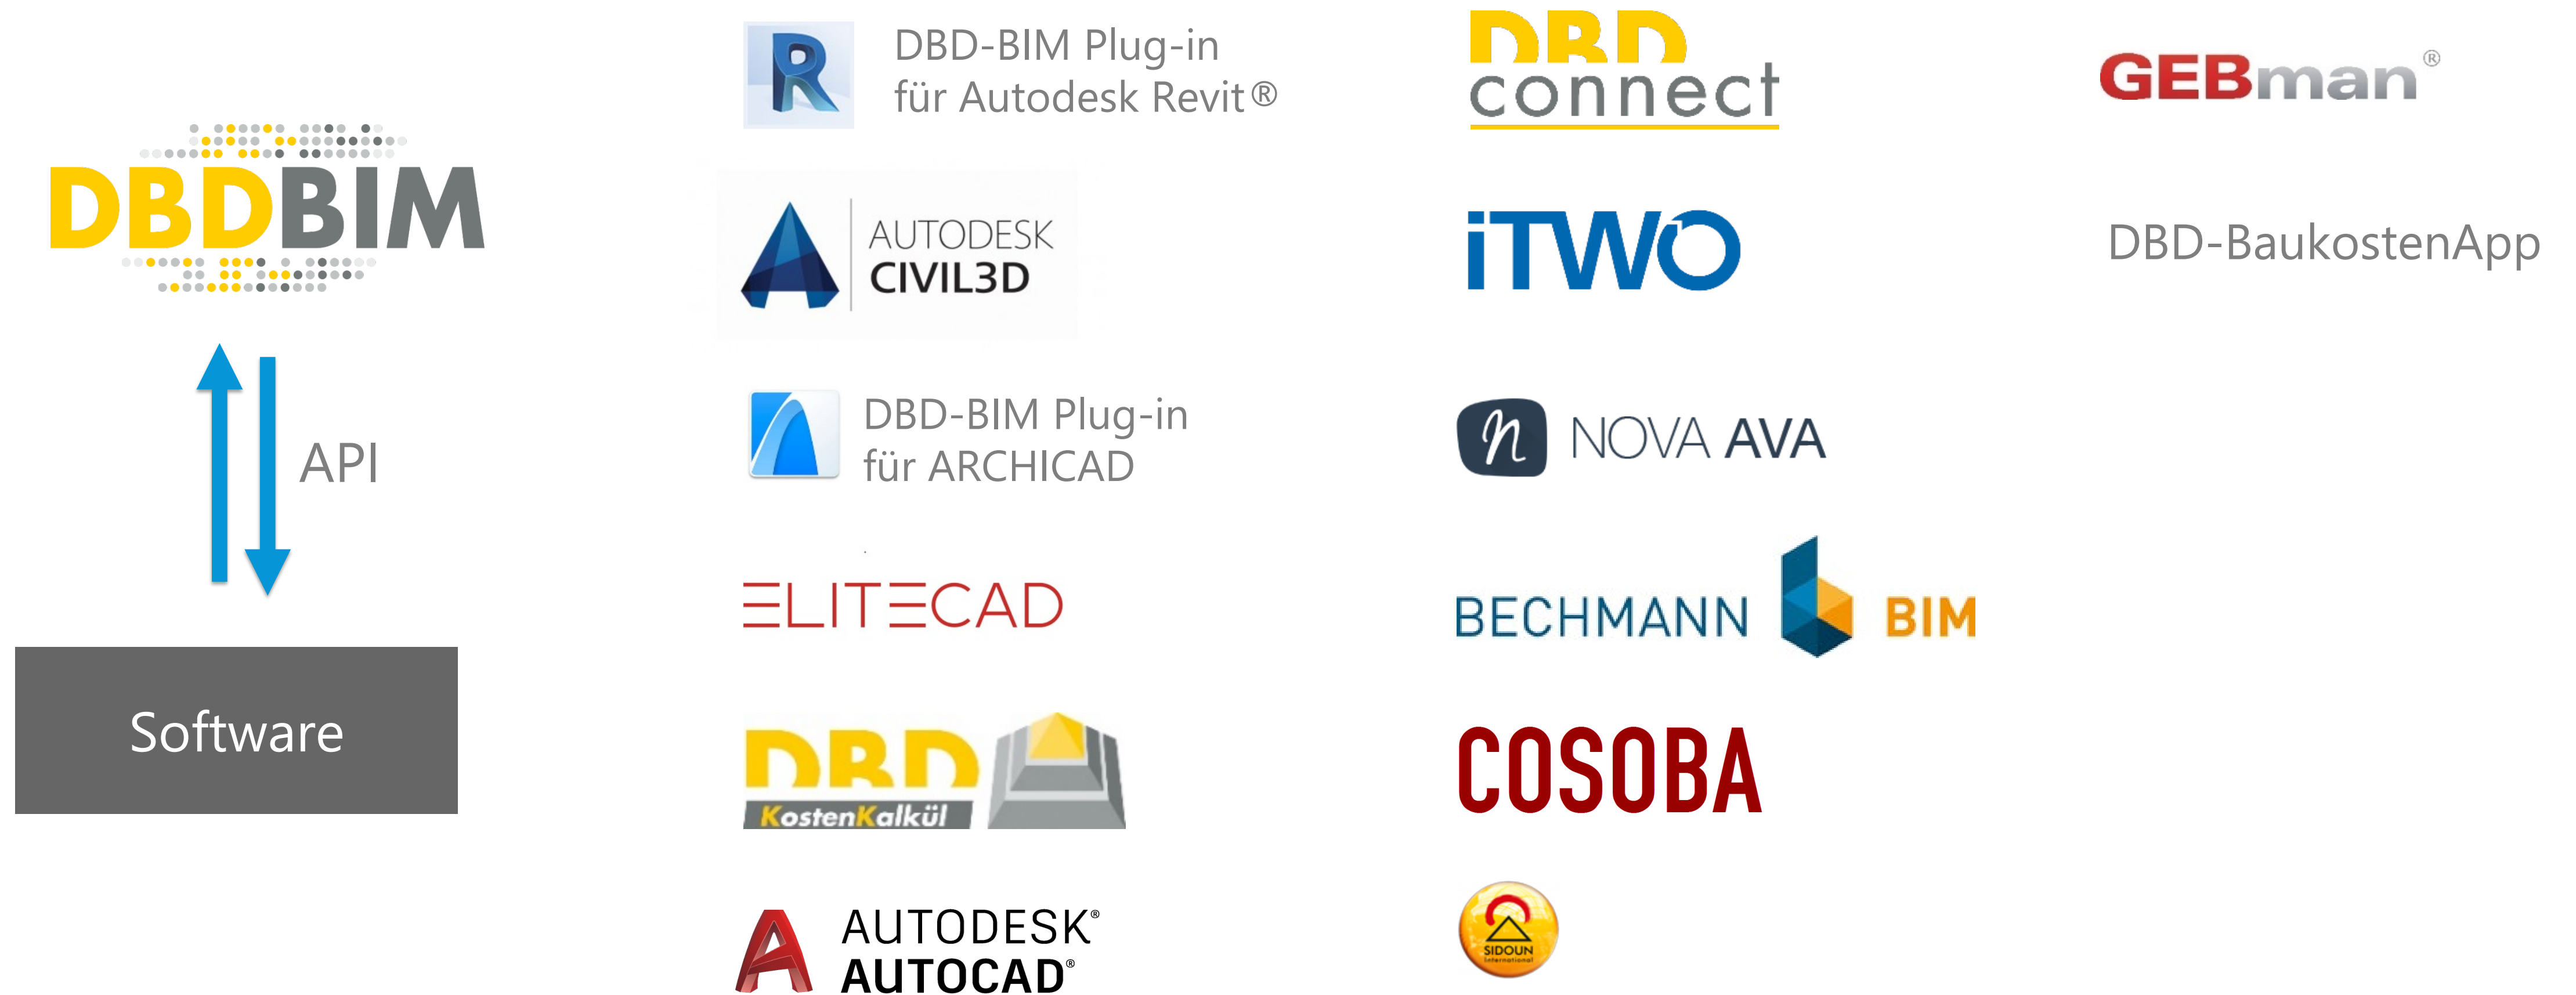 DBDBIM
API
Software
DBD-BIM Plug-in
für Autodesk Revit®
AUTODESK
CIVIL3D
DBD-BIM Plug-in
für ARCHICAD
ELITECAD
DBD
KostenKalkül
AUTODESK®
AUTOCAD®
DBD
connect
iTWO
n NOVA AVA
BECHMANN BIM
COSOBA
SIDOUN
International
GEBman®
DBD-BaukostenApp